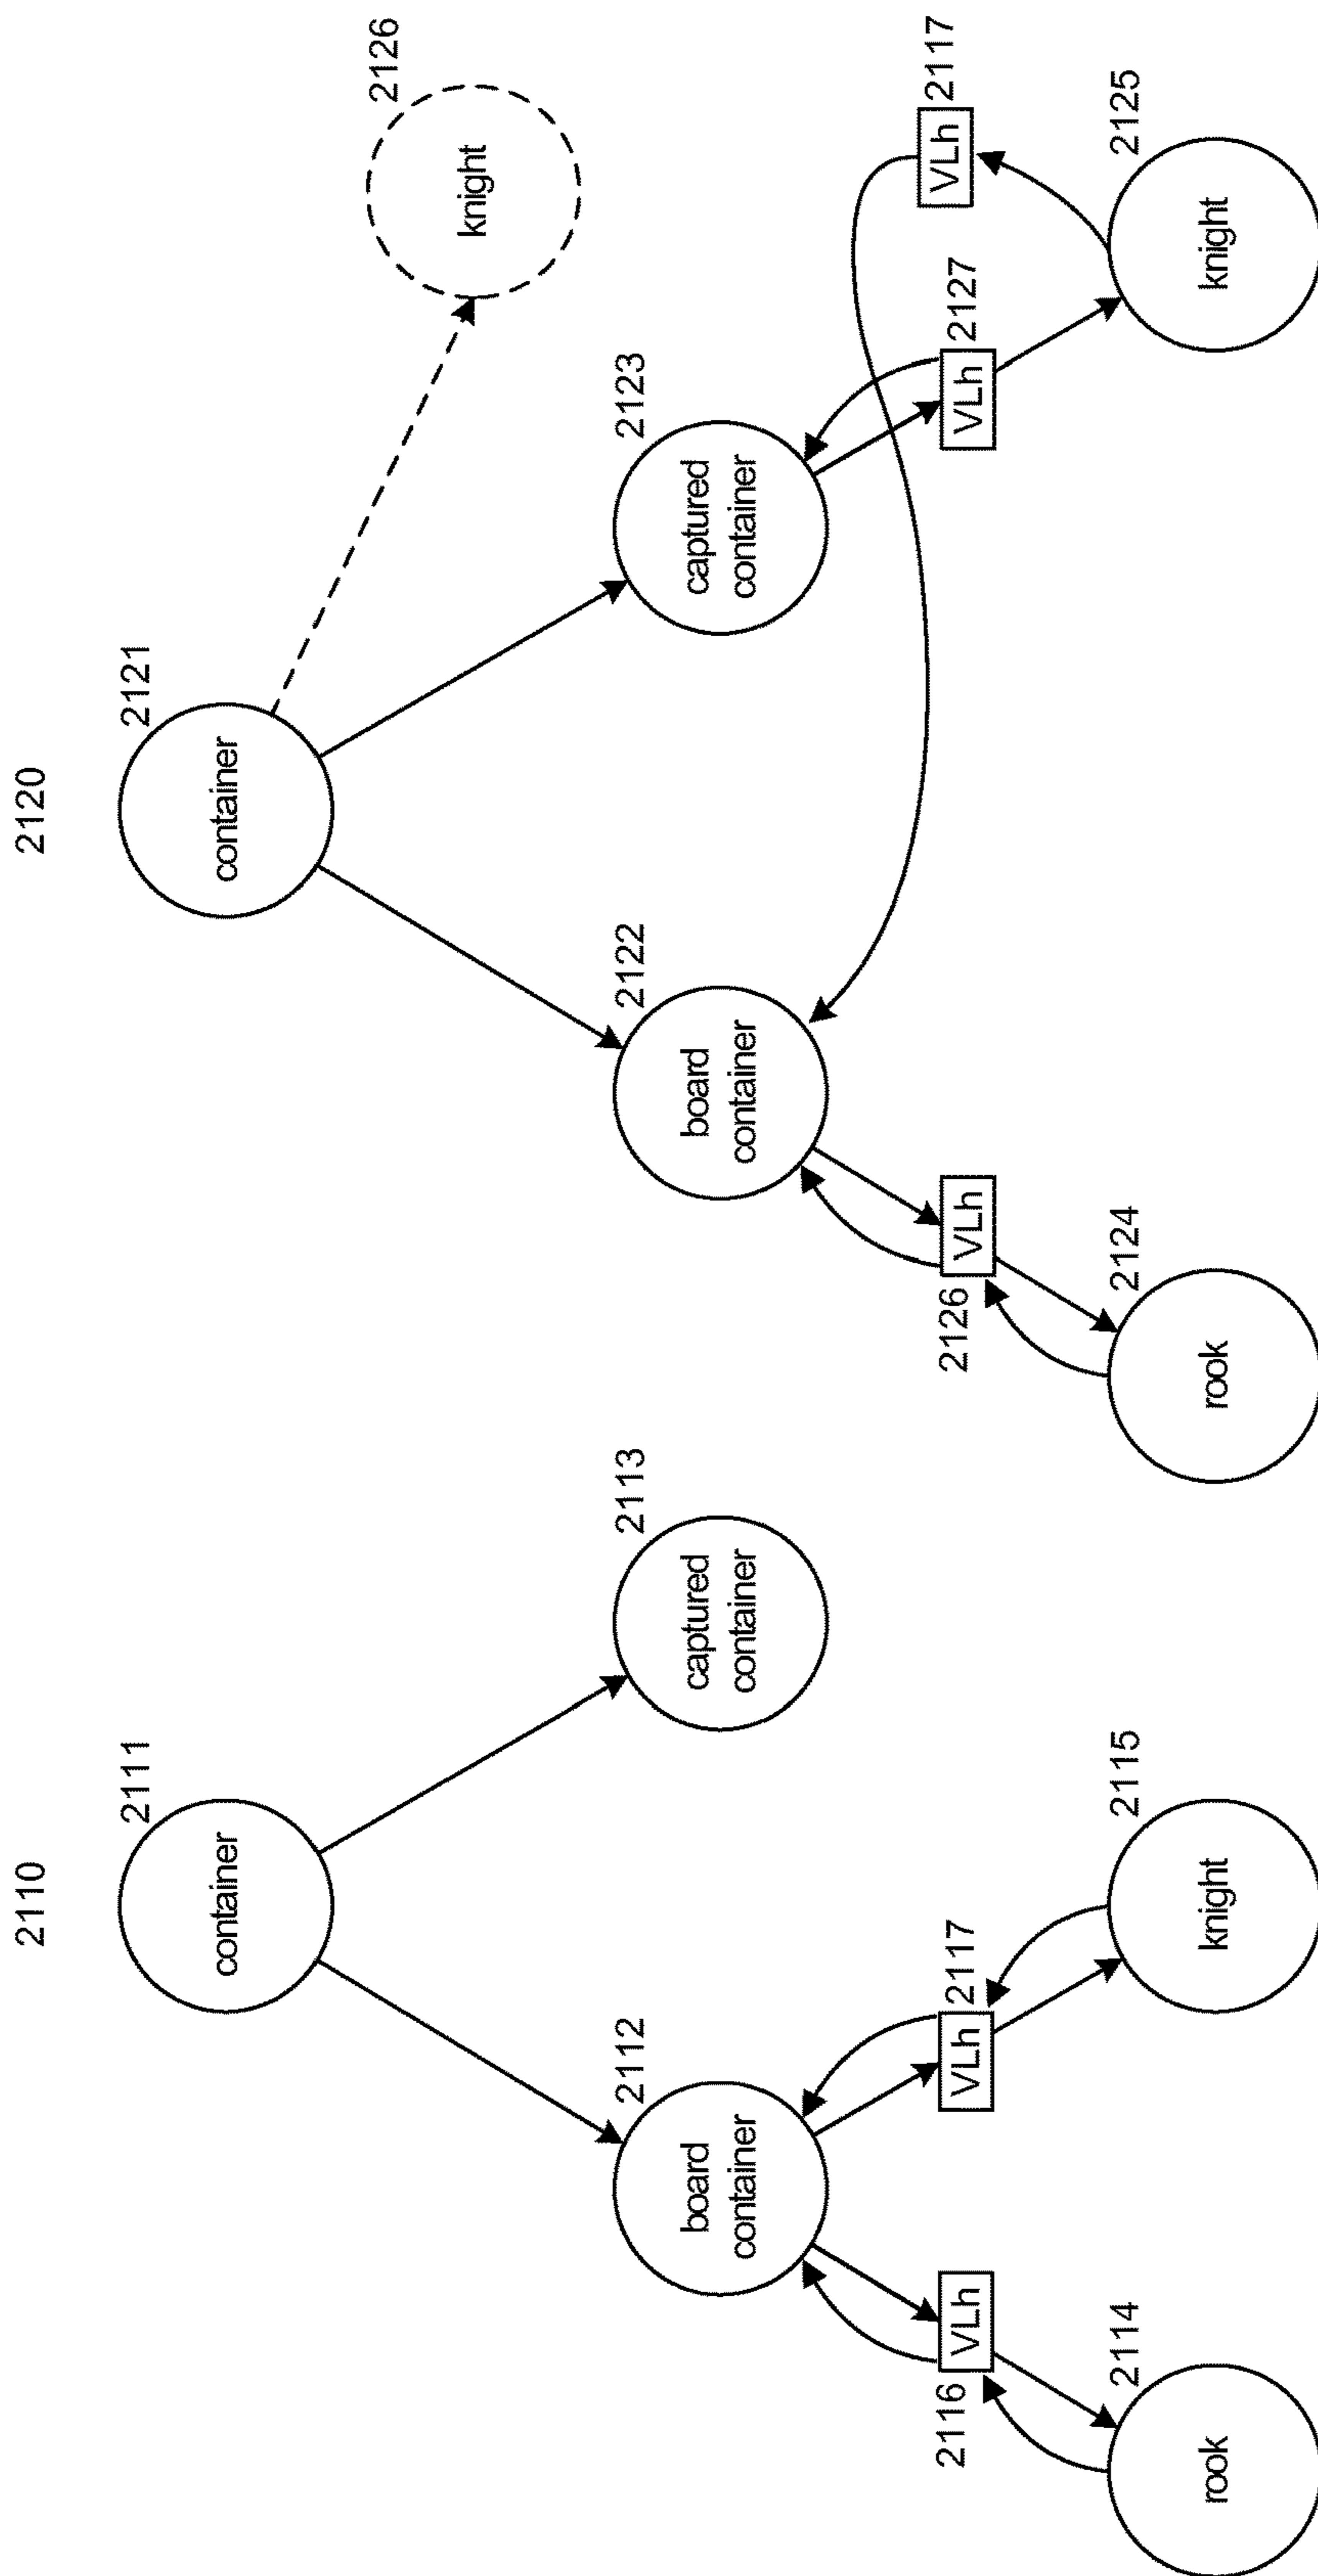 2110
2111
container
2112
board
container
2113
captured
container
2116
VLh
VLh
2117
2114
rook
2115
knight
2120
2121
container
2126
knight
2122
board
container
2123
captured
container
2126
VLh
VLh
2127
VLh
2117
2124
rook
2125
knight